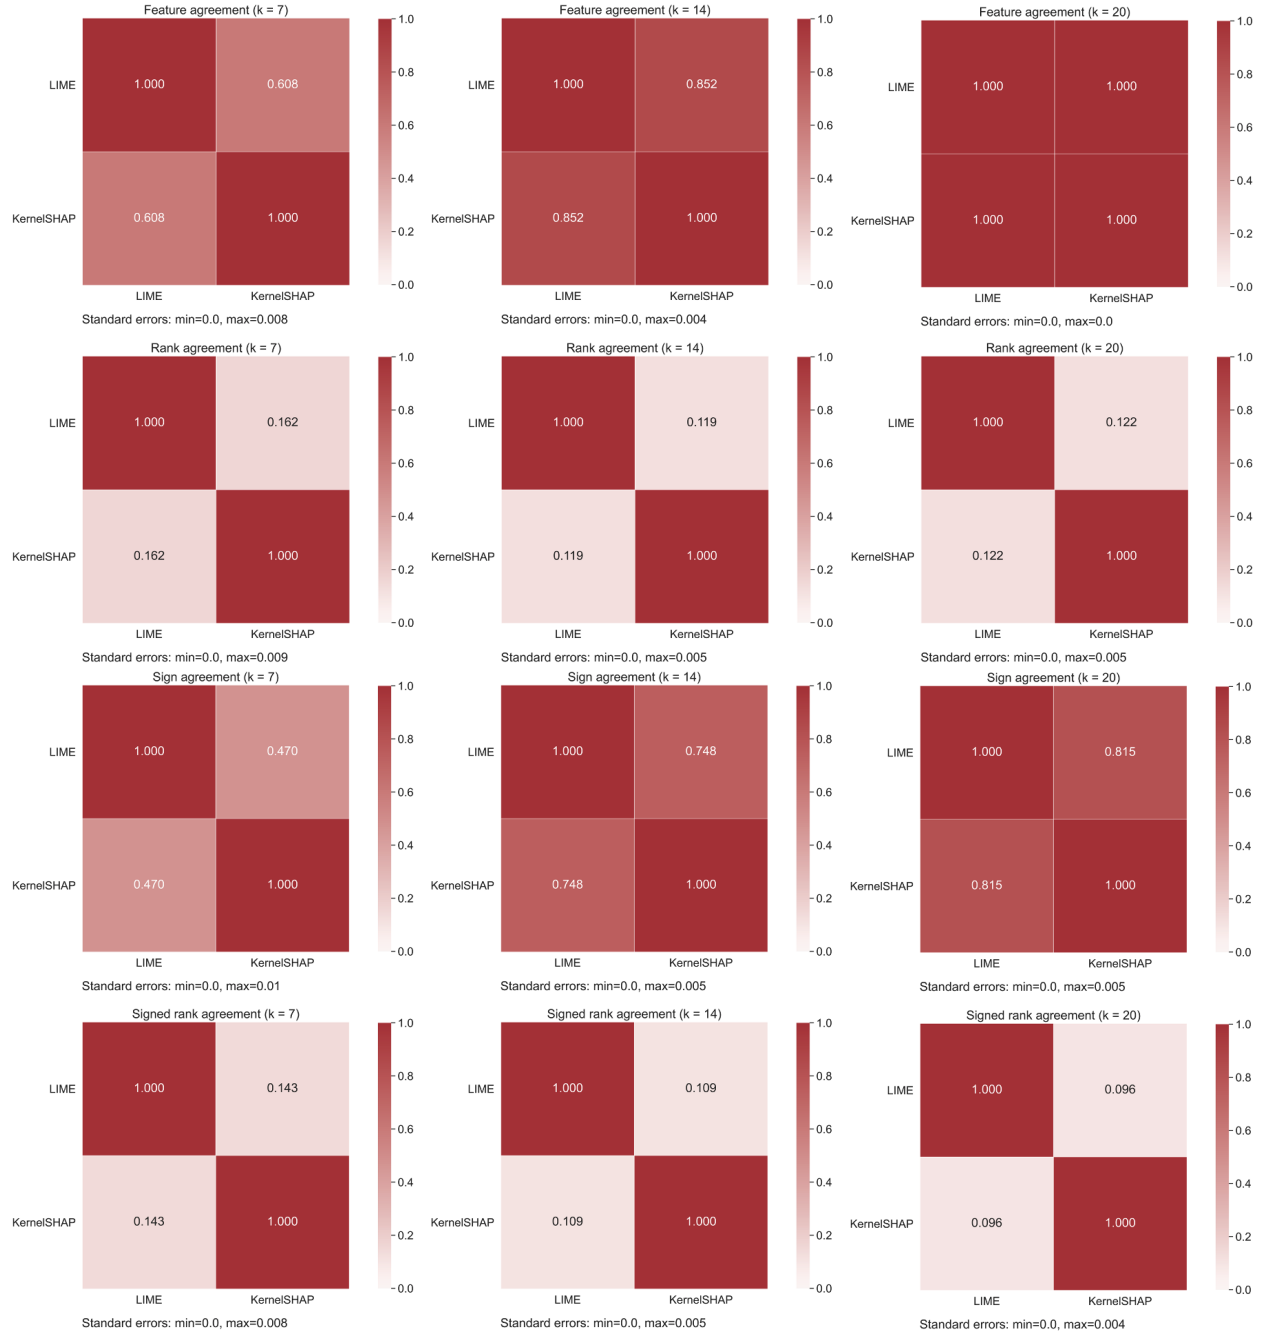 Feature agreement (k = 7)
1.0
0.8
0.6
0.4
0.2
0.0
LIME
1.000
0.608
KernelSHAP
0.608
1.000
LIME
KernelSHAP
Standard errors: min=0.0, max=0.008
Feature agreement (k = 14)
1.0
0.8
0.6
0.4
0.2
0.0
LIME
1.000
0.852
KernelSHAP
0.852
1.000
LIME
KernelSHAP
Standard errors: min=0.0, max=0.004
Feature agreement (k = 20)
1.0
0.8
0.6
0.4
0.2
0.0
LIME
1.000
1.000
KernelSHAP
1.000
1.000
LIME
KernelSHAP
Standard errors: min=0.0, max=0.0
Rank agreement (k = 7)
1.0
0.8
0.6
0.4
0.2
0.0
LIME
1.000
0.162
KernelSHAP
0.162
1.000
LIME
KernelSHAP
Standard errors: min=0.0, max=0.009
Rank agreement (k = 14)
1.0
0.8
0.6
0.4
0.2
0.0
LIME
1.000
0.119
KernelSHAP
0.119
1.000
LIME
KernelSHAP
Standard errors: min=0.0, max=0.005
Rank agreement (k = 20)
1.0
0.8
0.6
0.4
0.2
0.0
LIME
1.000
0.122
KernelSHAP
0.122
1.000
LIME
KernelSHAP
Standard errors: min=0.0, max=0.005
Sign agreement (k = 7)
1.0
0.8
0.6
0.4
0.2
0.0
LIME
1.000
0.470
KernelSHAP
0.470
1.000
LIME
KernelSHAP
Standard errors: min=0.0, max=0.01
Sign agreement (k = 14)
1.0
0.8
0.6
0.4
0.2
0.0
LIME
1.000
0.748
KernelSHAP
0.748
1.000
LIME
KernelSHAP
Standard errors: min=0.0, max=0.005
Sign agreement (k = 20)
1.0
0.8
0.6
0.4
0.2
0.0
LIME
1.000
0.815
KernelSHAP
0.815
1.000
LIME
KernelSHAP
Standard errors: min=0.0, max=0.005
Signed rank agreement (k = 7)
1.0
0.8
0.6
0.4
0.2
0.0
LIME
1.000
0.143
KernelSHAP
0.143
1.000
LIME
KernelSHAP
Standard errors: min=0.0, max=0.008
Signed rank agreement (k = 14)
1.0
0.8
0.6
0.4
0.2
0.0
LIME
1.000
0.109
KernelSHAP
0.109
1.000
LIME
KernelSHAP
Standard errors: min=0.0, max=0.005
Signed rank agreement (k = 20)
1.0
0.8
0.6
0.4
0.2
0.0
LIME
1.000
0.096
KernelSHAP
0.096
1.000
LIME
KernelSHAP
Standard errors: min=0.0, max=0.004